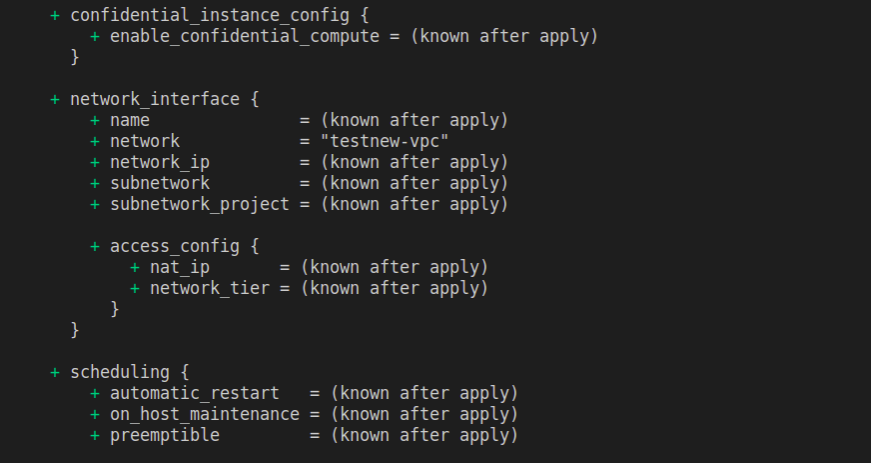 + confidential_instance_config {
+ enable_confidential_compute = (known after apply)
}
+ network_interface {
+ name = (known after apply)
+ network = "testnew-vpc"
+ network_ip = (known after apply)
+ subnetwork = (known after apply)
+ subnetwork_project = (known after apply)
+ access_config {
+ nat_ip = (known after apply)
+ network_tier = (known after apply)
}
}
+ scheduling {
+ automatic_restart = (known after apply)
+ on_host_maintenance = (known after apply)
+ preemptible = (known after apply)